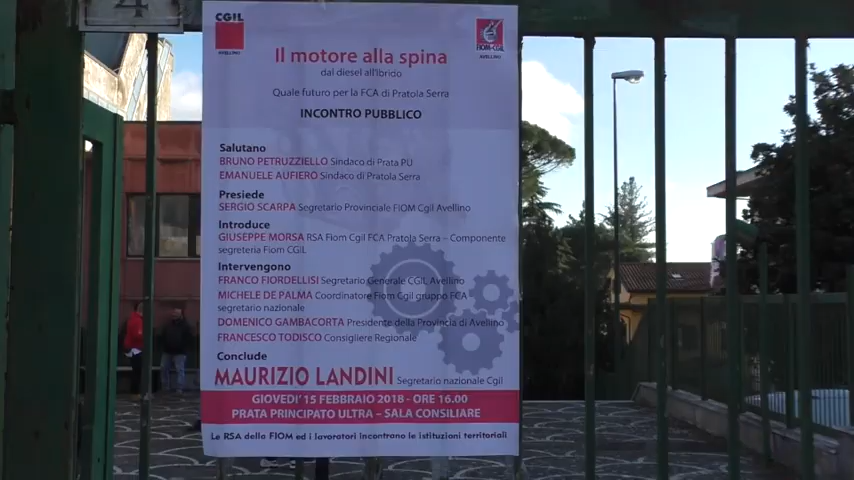 4
CGIL
AVELLINO
FIOM-CGIL
AVELLINO
Il motore alla spina
dal diesel all'Ibrido
Quale futuro per la FCA di Pratola Serra
INCONTRO PUBBLICO
Salutano
BRUNO PETRUZZIELLO Sindaco di Prata PU
EMANUELE AUFIERO Sindaco di Pratola Serra
Presiede
SERGIO SCARPA Segretario Provinciale FIOM Cgil Avellino
Introduce
GIUSEPPE MORSA RSA Fiom Cgil FCA Pratola Serra – Componente
segreteria Fiom CGIL
Intervengono
FRANCO FIORDELLISI Segretario Generale CGIL Avellino
MICHELE DE PALMA Coordinatore Fiom Cgil gruppo FCA -
segretario nazionale
DOMENICO GAMBACORTA Presidente della Provincia di Avellino
FRANCESCO TODISCO Consigliere Regionale
Conclude
MAURIZIO LANDINI Segretario nazionale Cgil
GIOVEDI' 15 FEBBRAIO 2018 - ORE 16.00
PRATA PRINCIPATO ULTRA – SALA CONSILIARE
Le RSA della FIOM ed i lavoratori incontrano le istituzioni territoriali